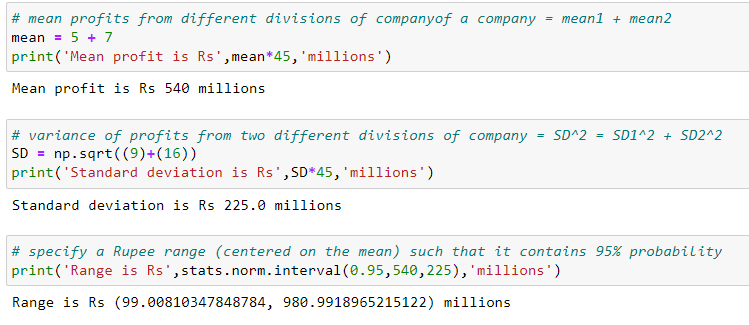 # mean profits from different divisions of companyof a company = mean1 + mean2
mean = 5 + 7
print('Mean profit is Rs',mean*45,'millions')
Mean profit is Rs 540 millions
# variance of profits from two different divisions of company = SD^2 = SD1^2 + SD2^2
SD = np.sqrt((9)+(16))
print('Standard deviation is Rs',SD*45,'millions')
Standard deviation is Rs 225.0 millions
# specify a Rupee range (centered on the mean) such that it contains 95% probability
print('Range is Rs',stats.norm.interval(0.95,540,225),'millions')
Range is Rs (99.00810347848784, 980.9918965215122) millions